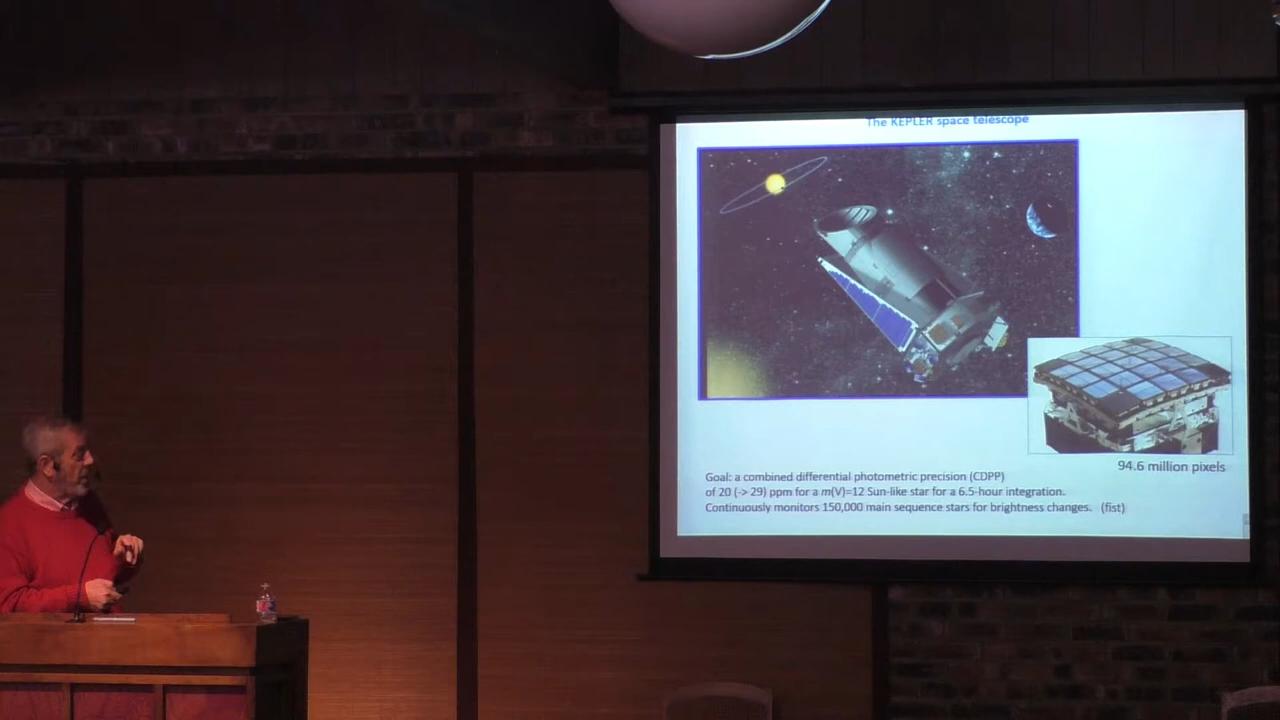 The KEPLER space telescope
94.6 million pixels
Goal: a combined differential photometric precision (CDPP)
of 20 (-> 29) ppm for a m(V)=12 Sun-like star for a 6.5-hour integration.
Continuously monitors 150,000 main sequence stars for brightness changes. (fist)